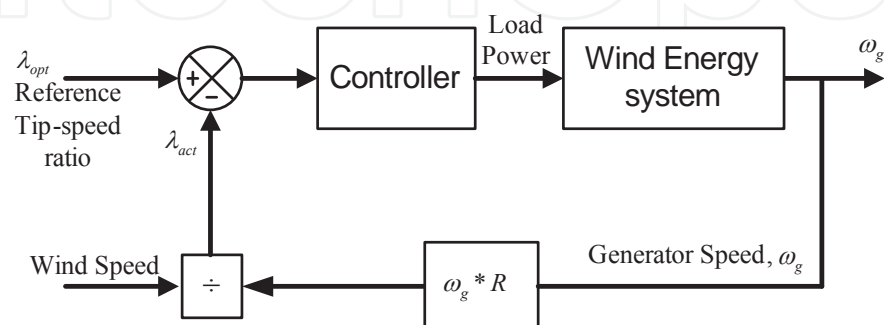 λopt
Reference
Tip-speed
ratio
+
−
λact
Controller
Load
Power
Wind Energy
system
ωg
Wind Speed
÷
ωg * R
Generator Speed, ωg